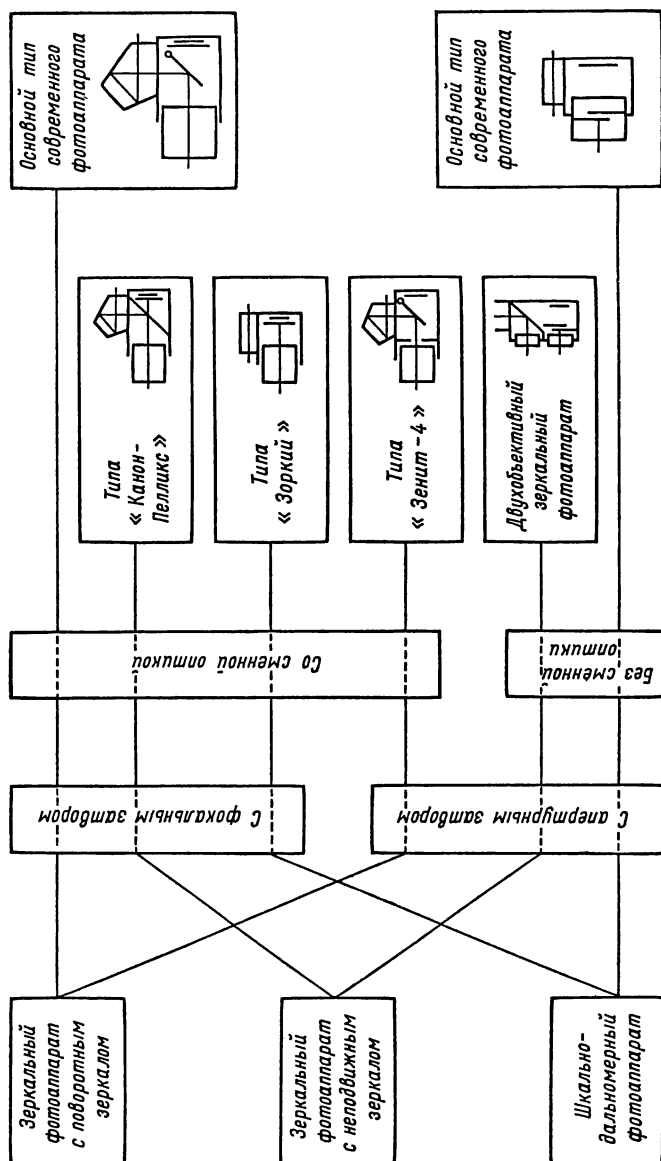 Основной тип
современного
фотоаппарата
Основной тип
современного
фотоаппарата
Типа
« Канон-
Пелликс »
Типа
« Зоркий »
Типа
« Зенит-4 »
Двухобъективный
зеркальный
фотоаппарат
Со сменной оптикой
Без сменной
оптики
С фокальным затвором
С апертурным затвором
Зеркальный
фотоаппарат
с поворотным
зеркалом
Зеркальный
фотоаппарат
с неподвижным
зеркалом
Шкально-
дальномерный
фотоаппарат